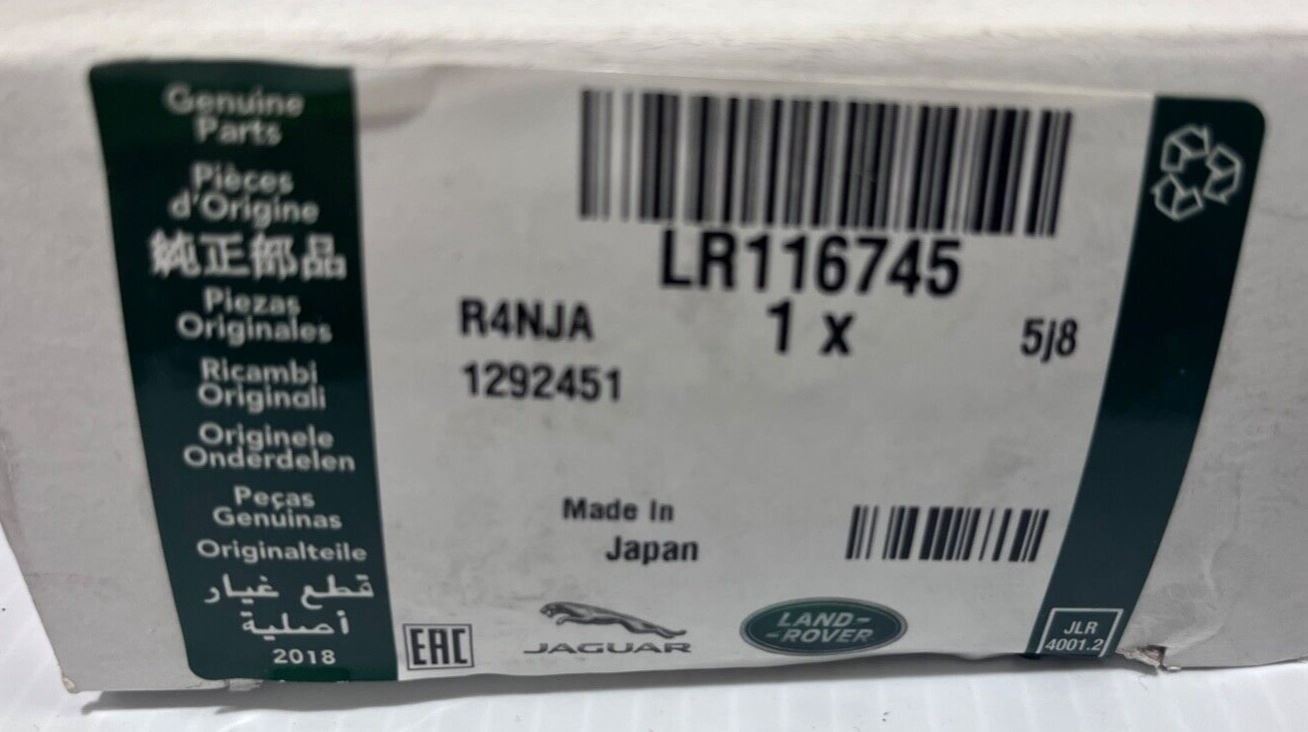 Genuine
Parts
Pièces
d'Origine
純正部品
Piezas
Originales
Ricambi
Originali
Originele
Onderdelen
Peças
Genuinas
Originalteile
قطع غيار
أصلية
2018
LR116745
R4NJA
1 x
5j8
1292451
Made In
Japan
EAC
JAGUAR
LAND-
-ROVER
JLR
4001.2